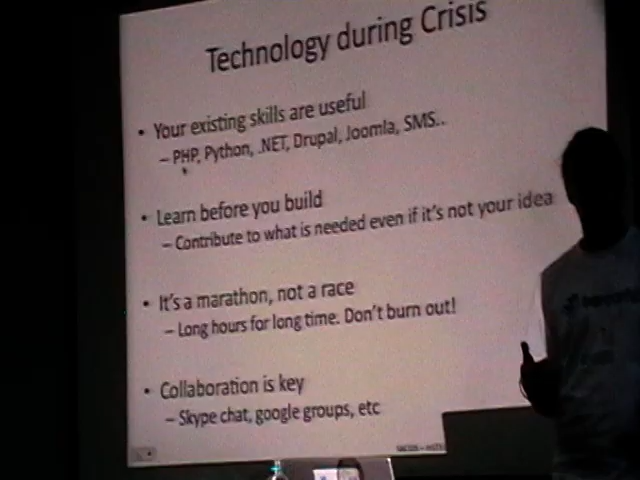 Technology during Crisis
• Your existing skills are useful
– PHP, Python, .NET, Drupal, Joomla, SMS..
• Learn before you build
– Contribute to what is needed even if it's not your idea
• It's a marathon, not a race
– Long hours for long time. Don't burn out!
• Collaboration is key
– Skype chat, google groups, etc